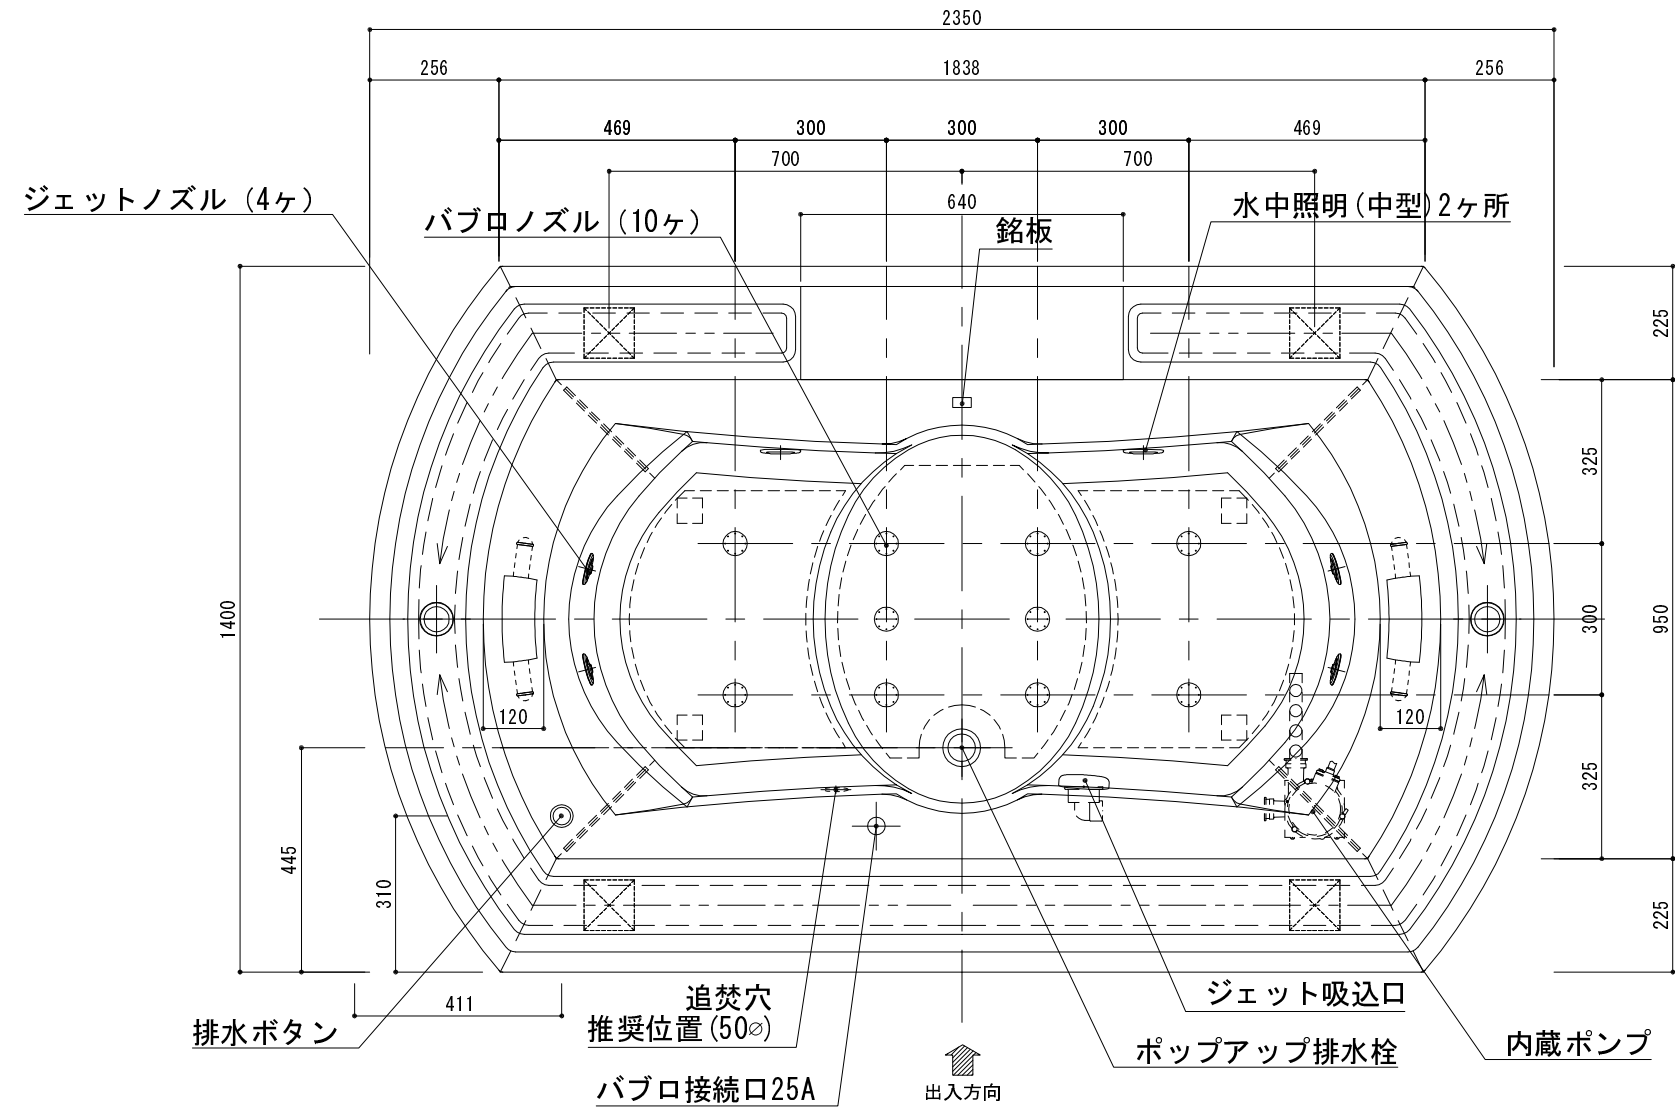 2350
256
1838
256
469
300
300
300
469
700
700
640
ジェットノズル (4ヶ)
バブロノズル (10ヶ)
銘板
水中照明(中型)2ヶ所
225
325
1400
300
950
120
120
325
445
310
225
411
追焚穴
推奨位置(50⌀)
排水ボタン
バブロ接続口25A
ジェット吸込口
ポップアップ排水栓
内蔵ポンプ
出入方向